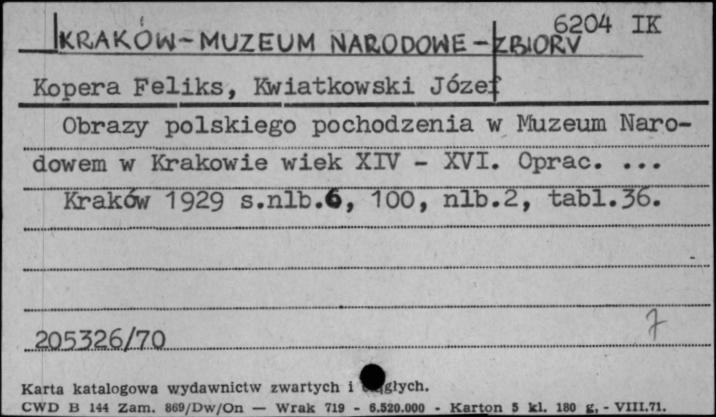 6204 IK
KRAKÓW-MUZEUM NARODOWE-ZBIORY
Kopera Feliks, Kwiatkowski Józef
Obrazy polskiego pochodzenia w Muzeum Naro-
dowem w Krakowie wiek XIV - XVI. Oprac. ...
Kraków 1929 s.nlb.6, 100, nlb.2, tabl.36.
205326/70 7
Karta katalogowa wydawnictw zwartych i
CWD B 144 Zam. 869/Dw/On — Wrak 719 - 6.520.000 - Karton 5 kl. 180 g. - VIII.71.